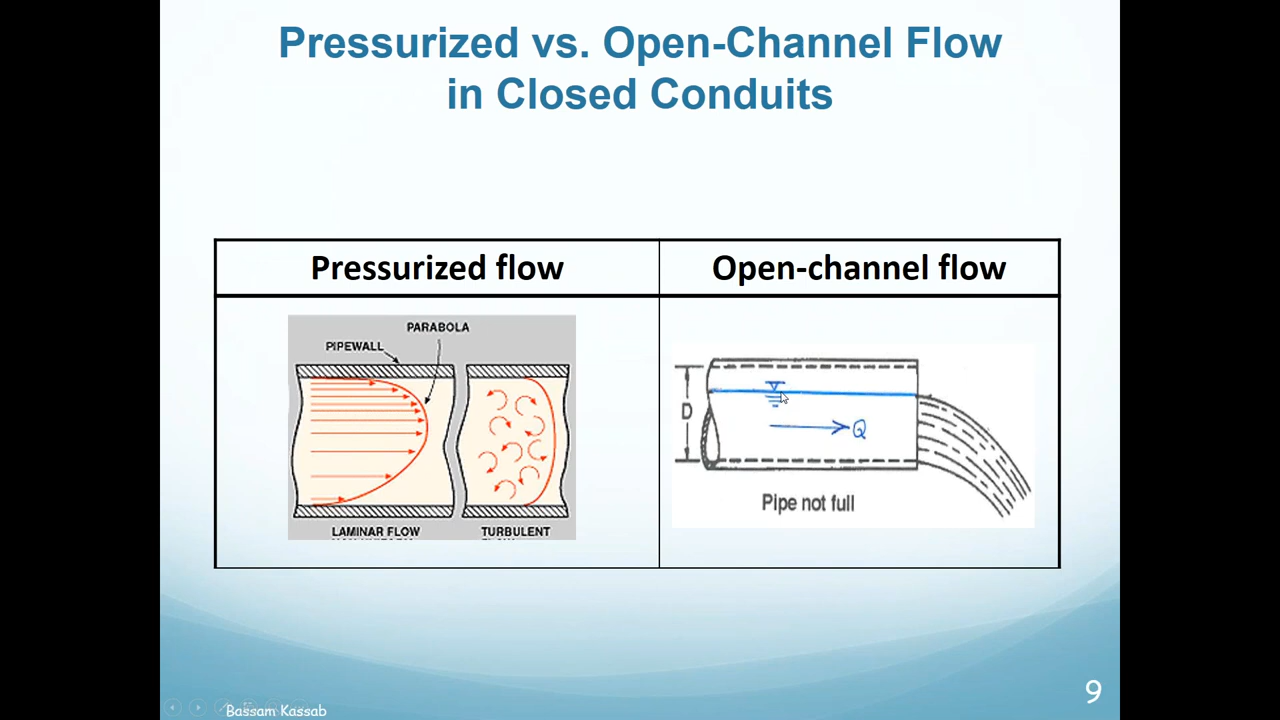 Pressurized vs. Open-Channel Flow
in Closed Conduits
Pressurized flow
Open-channel flow
PARABOLA
PIPEWALL
LAMINAR FLOW
TURBULENT
D
Q
Pipe not full
9
Bassam Kassab